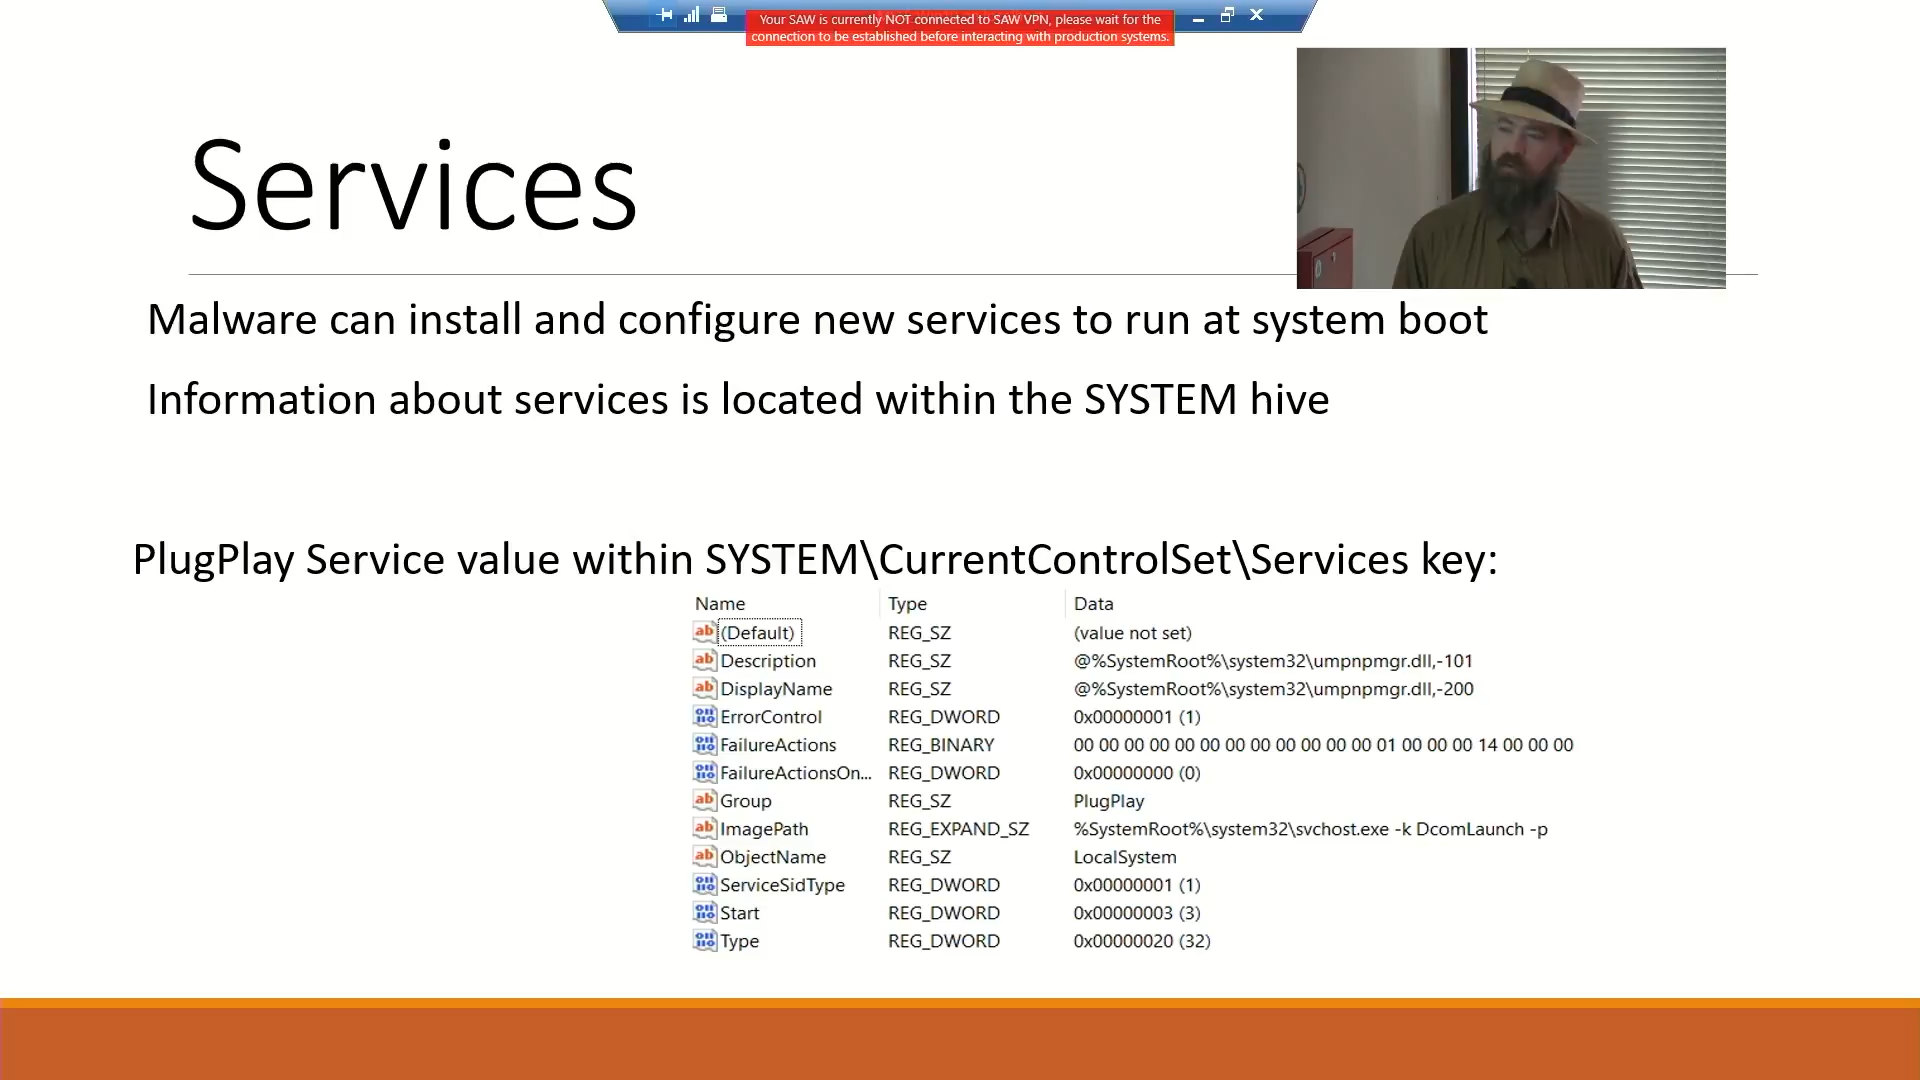 Your SAW is currently NOT connected to SAW VPN, please wait for the
connection to be established before interacting with production systems.
Services
Malware can install and configure new services to run at system boot
Information about services is located within the SYSTEM hive
PlugPlay Service value within SYSTEM\CurrentControlSet\Services key:
Name Type Data
(Default) REG_SZ (value not set)
Description REG_SZ @%SystemRoot%\system32\umpnpmgr.dll,-101
DisplayName REG_SZ @%SystemRoot%\system32\umpnpmgr.dll,-200
ErrorControl REG_DWORD 0x00000001 (1)
FailureActions REG_BINARY 00 00 00 00 00 00 00 00 00 00 00 00 01 00 00 00 14 00 00 00
FailureActionsOn... REG_DWORD 0x00000000 (0)
Group REG_SZ PlugPlay
ImagePath REG_EXPAND_SZ %SystemRoot%\system32\svchost.exe -k DcomLaunch -p
ObjectName REG_SZ LocalSystem
ServiceSidType REG_DWORD 0x00000001 (1)
Start REG_DWORD 0x00000003 (3)
Type REG_DWORD 0x00000020 (32)